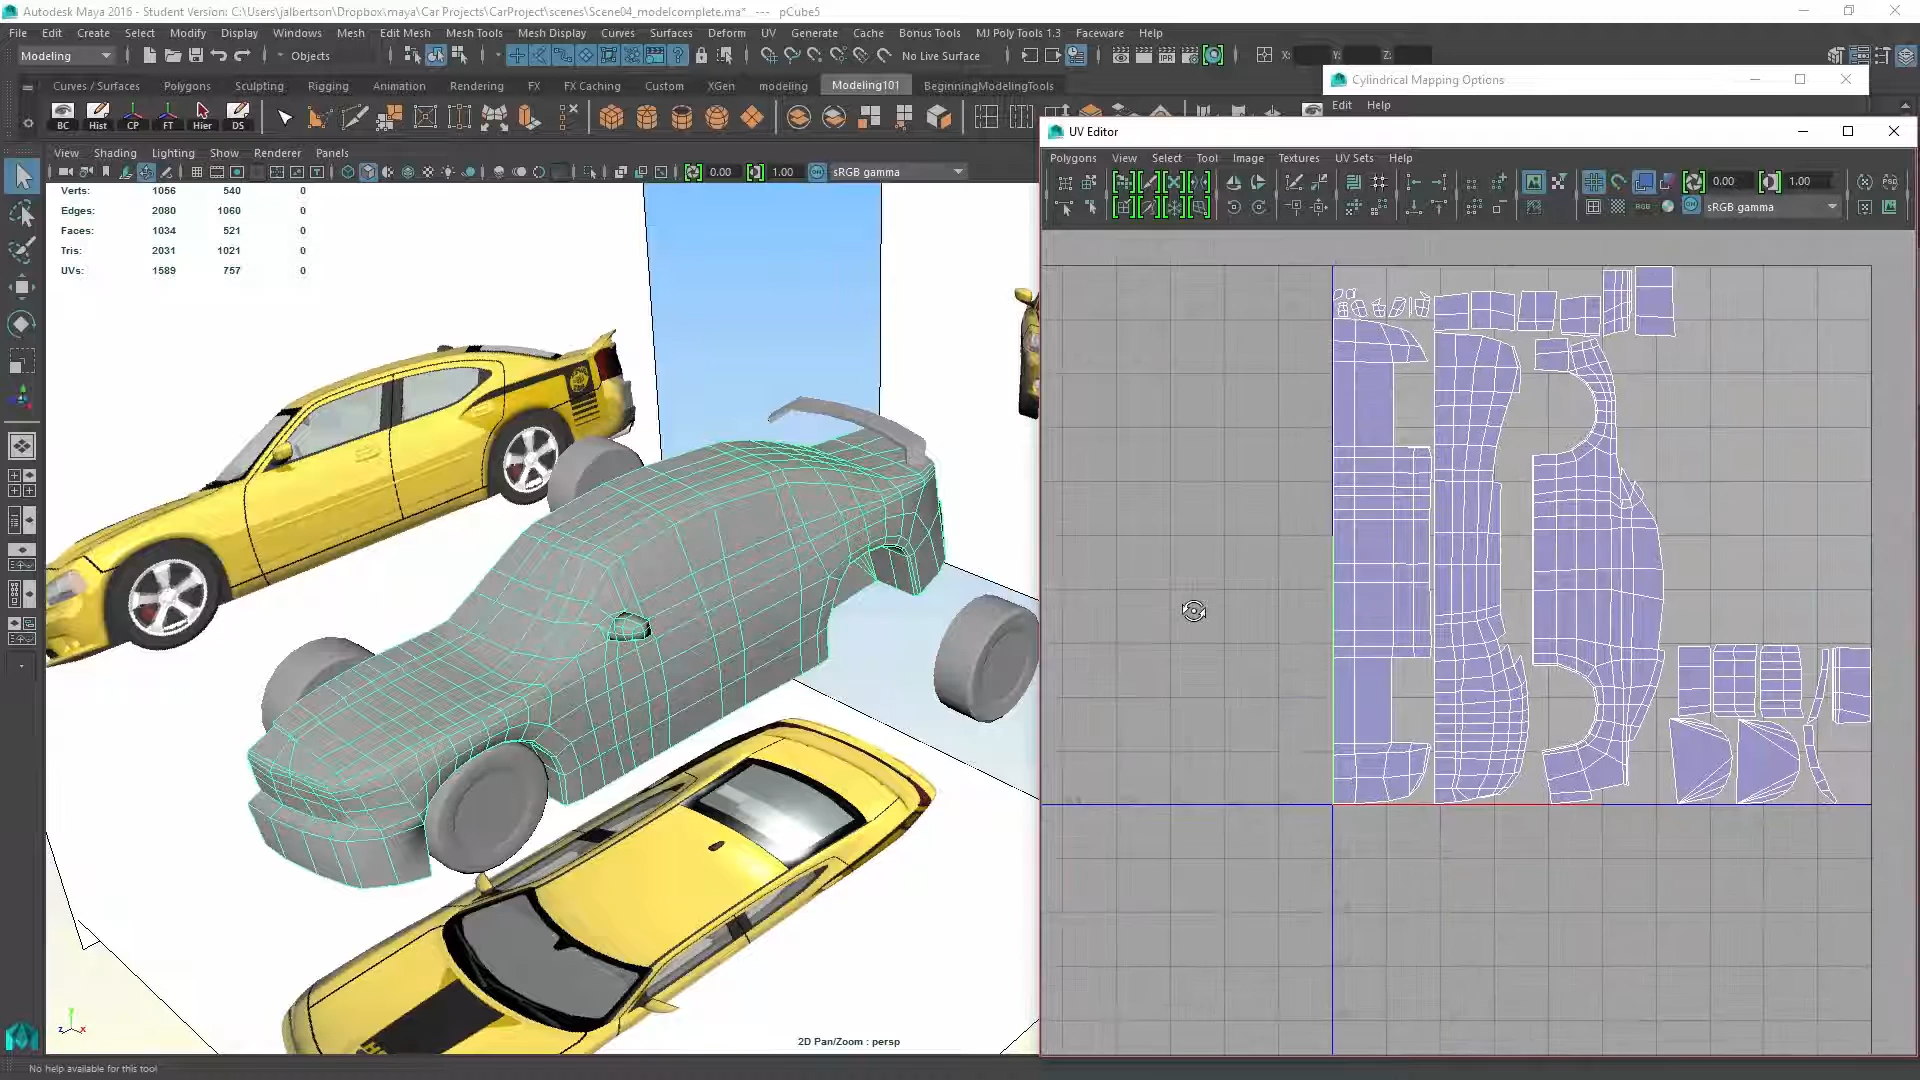 Autodesk Maya 2016 - Student Version: C:\Users\jalbertson\Dropbox\maya\Car Projects\CarProject\scenes\Scene04_modelcomplete.ma* --- pCube5
File Edit Create Select Modify Display Windows Mesh Edit Mesh Mesh Tools Mesh Display Curves Surfaces Deform UV Generate Cache Bonus Tools MJ Poly Tools 1.3 Faceware Help
Modeling Objects No Live Surface X: Y: Z:
Curves / Surfaces Polygons Sculpting Rigging Animation Rendering FX FX Caching Custom XGen modeling Modeling101 BeginningModelingTools
BC Hist CP FT Hier DS
Cylindrical Mapping Options
Edit Help
UV Editor
Polygons View Select Tool Image Textures UV Sets Help
0.00 1.00
sRGB gamma
View Shading Lighting Show Renderer Panels
0.00 1.00 sRGB gamma
Verts: 1056 540 0
Edges: 2080 1060 0
Faces: 1034 521 0
Tris: 2031 1021 0
UVs: 1589 757 0
2D Pan/Zoom : persp
No help available for this tool